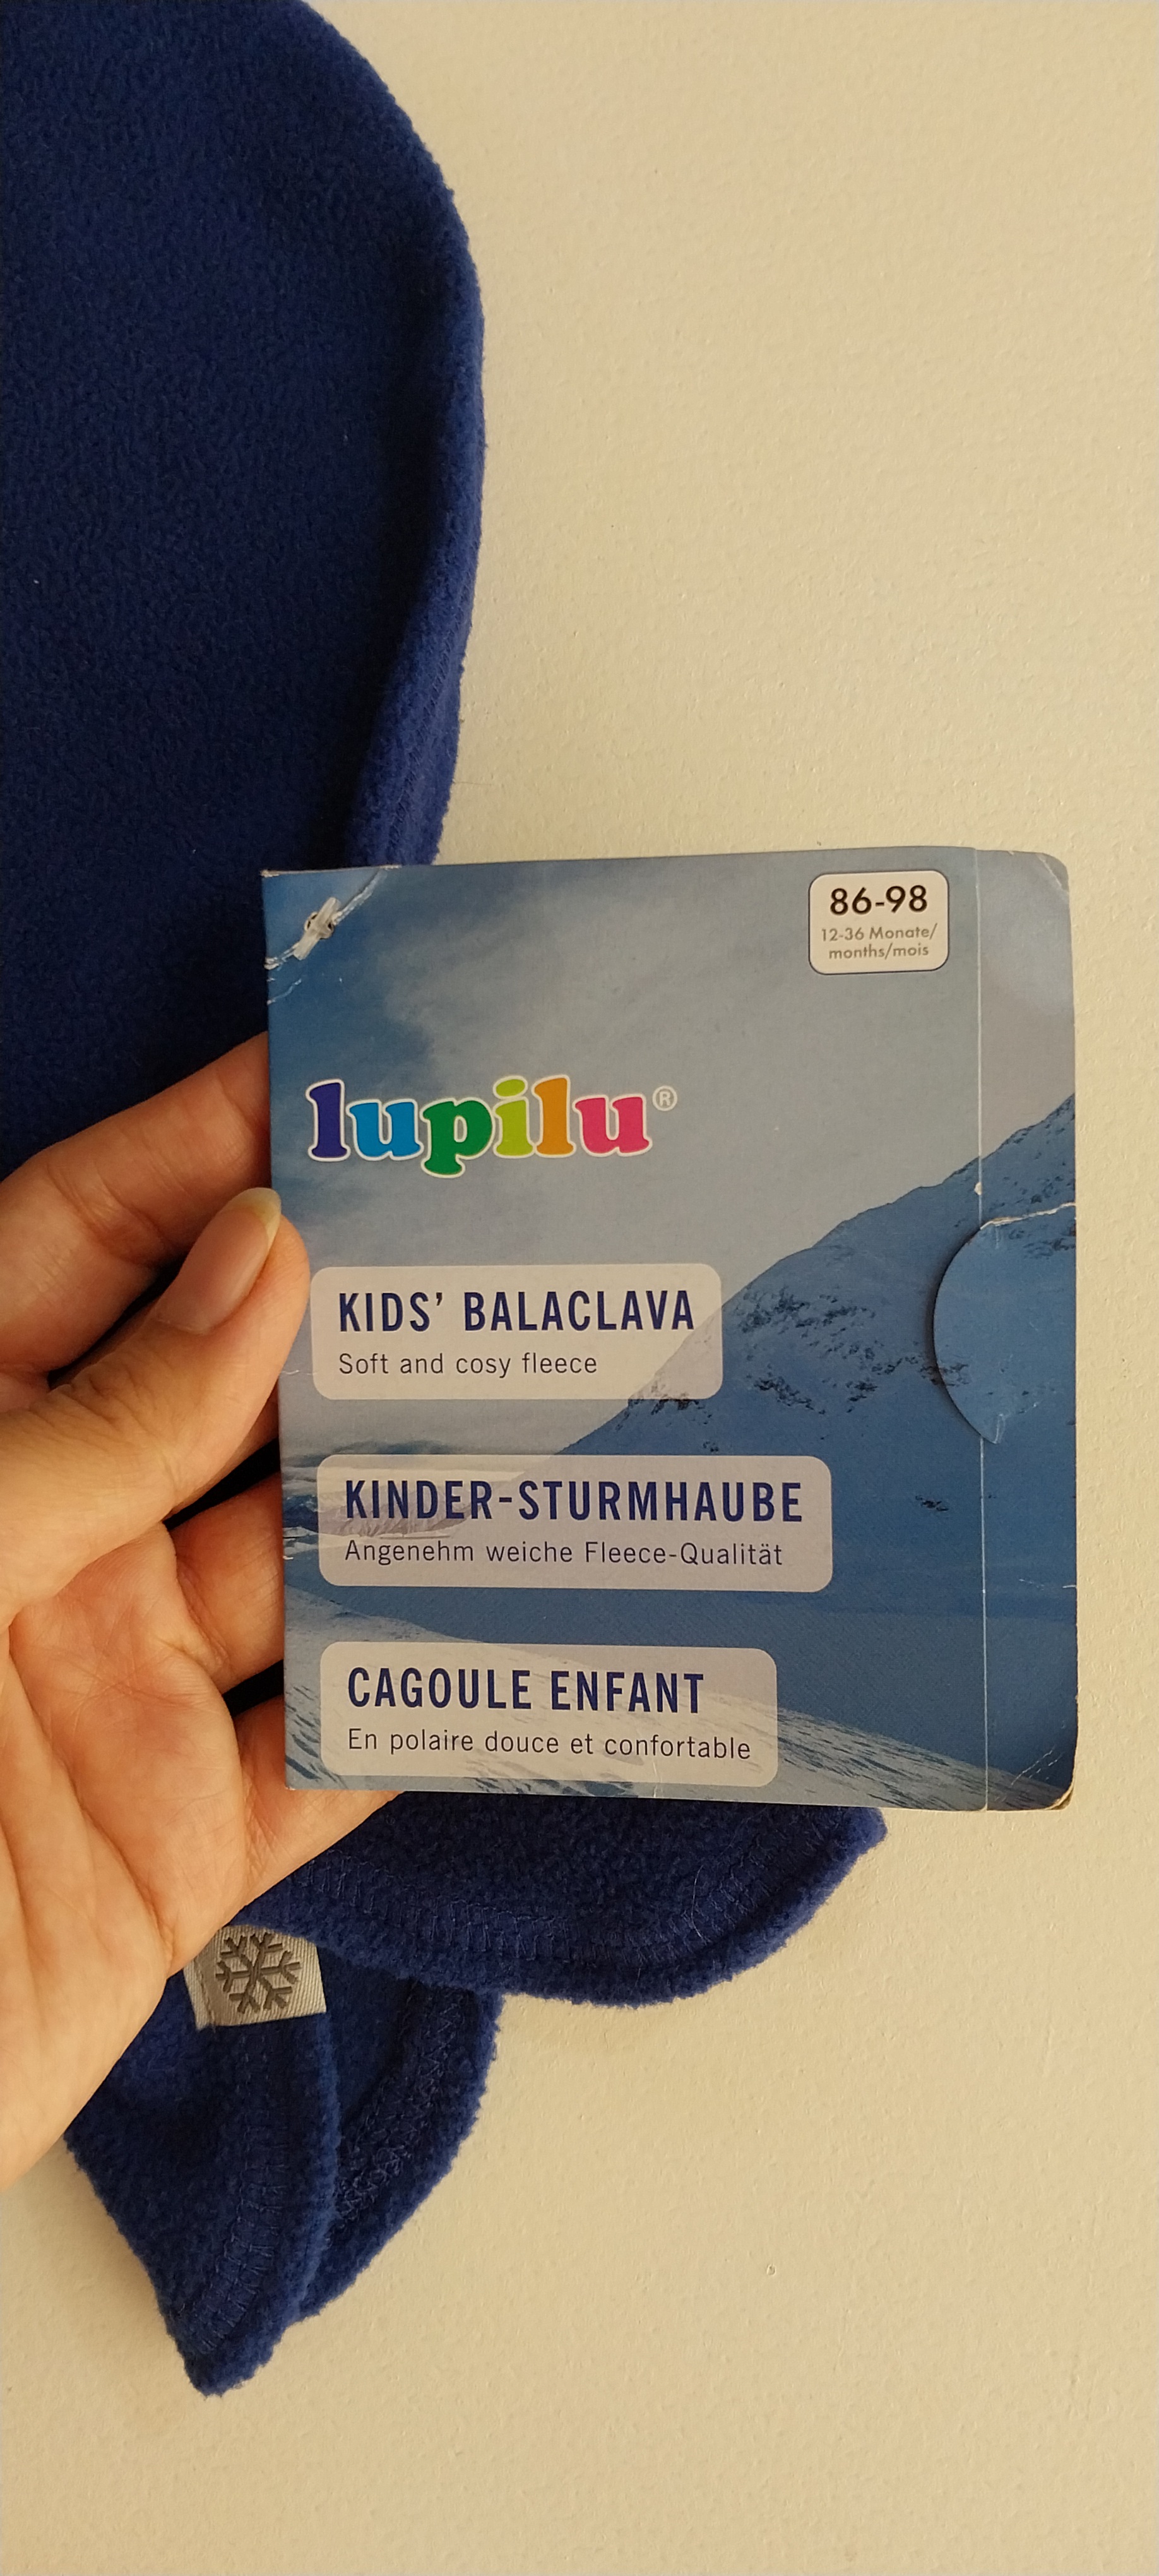 86-98
12-36 Monate/
months/mois
lupilu®
KIDS' BALACLAVA
Soft and cosy fleece
KINDER-STURMHAUBE
Angenehm weiche Fleece-Qualität
CAGOULE ENFANT
En polaire douce et confortable